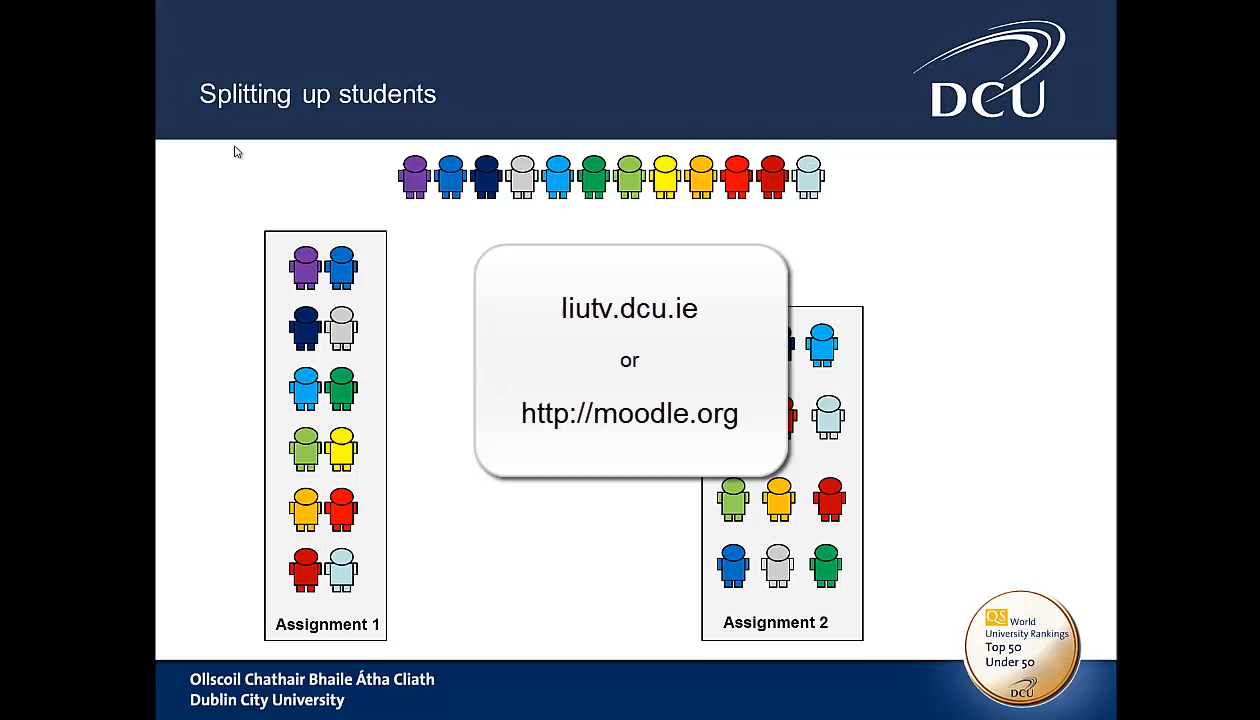 Splitting up students
DCU
liutv.dcu.ie
or
http://moodle.org
Assignment 1
Assignment 2
QS World
University Rankings
Top 50
Under 50
DCU
Ollscoil Chathair Bhaile Átha Cliath
Dublin City University